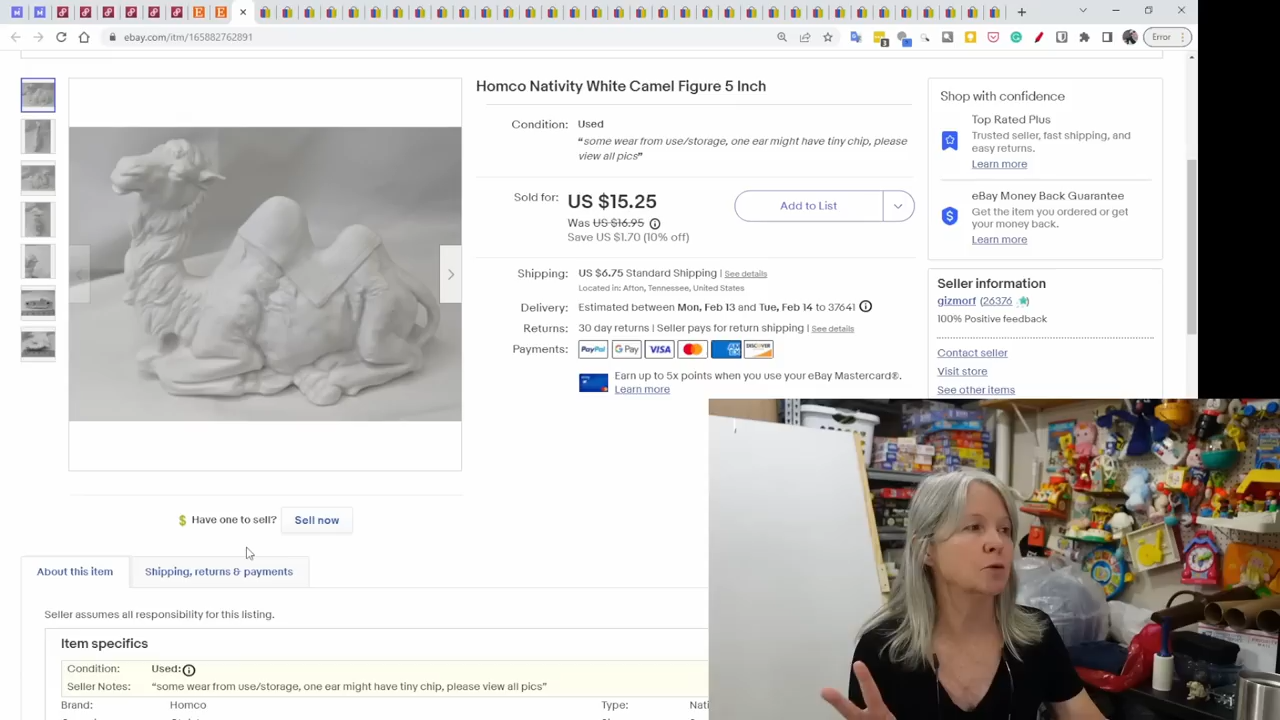 ebay.com/itm/165882762891
Error
Homco Nativity White Camel Figure 5 Inch
Condition: Used
“some wear from use/storage, one ear might have tiny chip, please
view all pics”
Sold for: US $15.25
Was US $16.95
Save US $1.70 (10% off)
Add to List
Shipping: US $6.75 Standard Shipping | See details
Located in: Afton, Tennessee, United States
Delivery: Estimated between Mon, Feb 13 and Tue, Feb 14 to 37641
Returns: 30 day returns | Seller pays for return shipping | See details
Payments: PayPal G Pay VISA DISCOVER
Earn up to 5x points when you use your eBay Mastercard®.
Learn more
Shop with confidence
Top Rated Plus
Trusted seller, fast shipping, and
easy returns.
Learn more
eBay Money Back Guarantee
Get the item you ordered or get
your money back.
Learn more
Seller information
gizmorf (26376)
100% Positive feedback
Contact seller
Visit store
See other items
Have one to sell? Sell now
About this item
Shipping, returns & payments
Seller assumes all responsibility for this listing.
Item specifics
Condition: Used:
Seller Notes: “some wear from use/storage, one ear might have tiny chip, please view all pics”
Brand: Homco
Type: